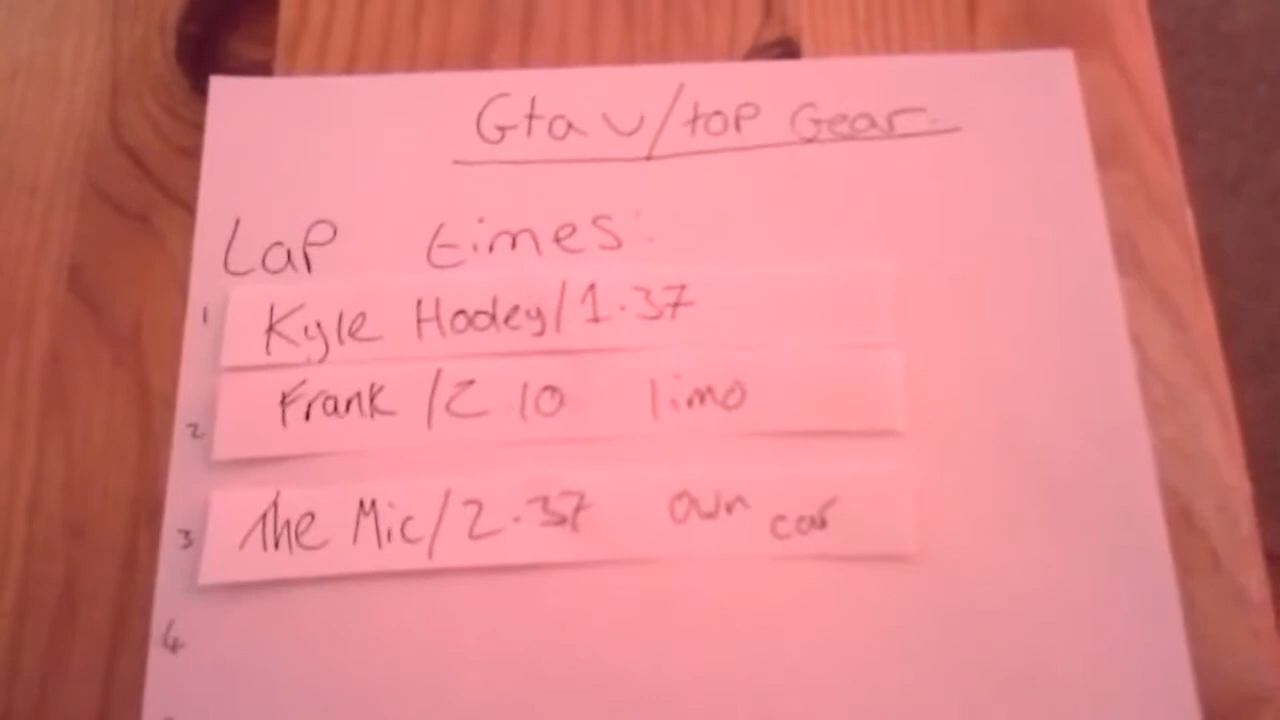 Gta v/top Gear.
Lap times:
1 Kyle Hooley/1.37
2 Frank /2 10 limo
3 The Mic/2.37 own car
4